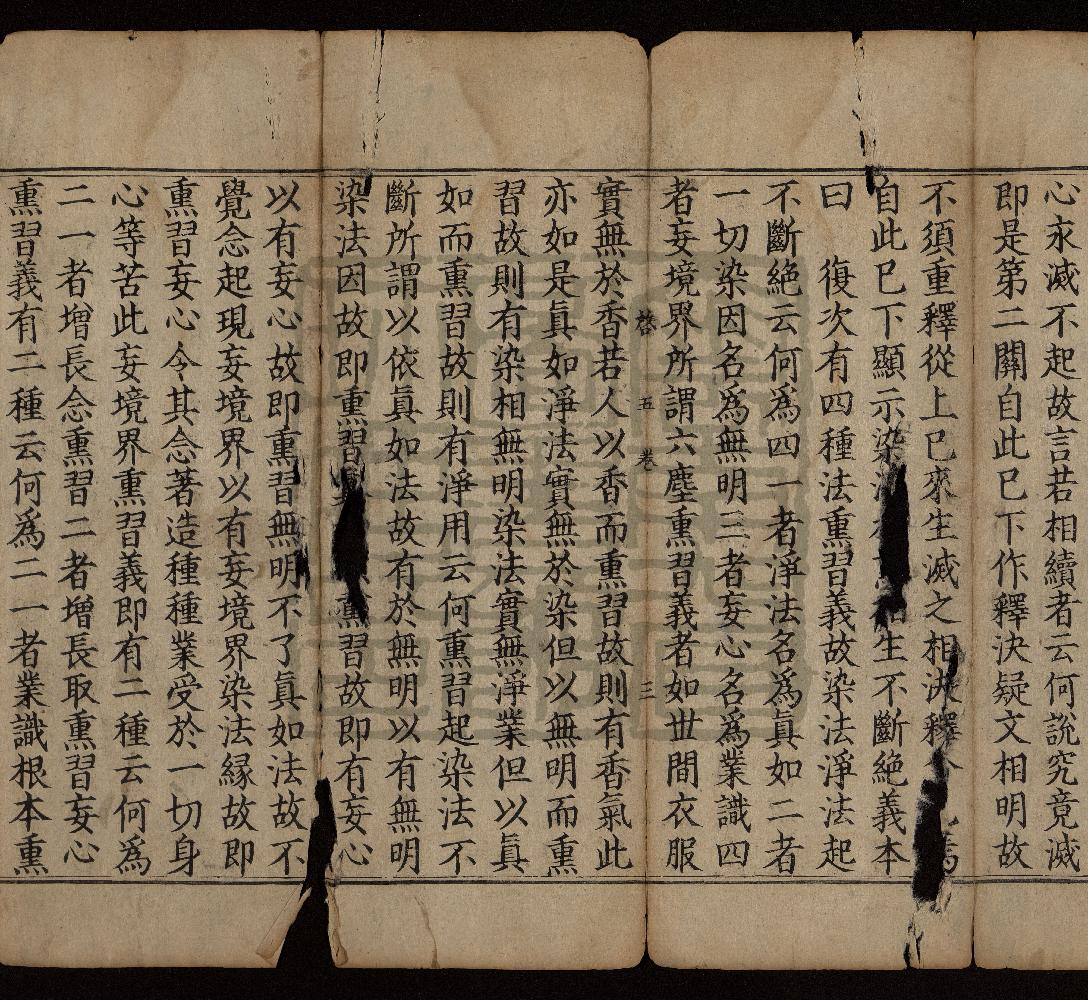 心永滅不起故言若相續者云何說究竟滅
即是第二關自此已下作釋決疑文相明故
不須重釋從上已來生滅之相決釋
自此已下顯示染 生不斷絶義本
曰 復次有四種法熏習義故染法淨法起
不斷絶云何爲四一者淨法名爲真如二者
一切染因名爲無明三者妄心名爲業識四
者妄境界所謂六塵熏習義者如世間衣服
橑 五 卷 三
實無於香若人以香而熏習故則有香氣此
亦如是真如淨法實無於染但以無明而熏
習故則有染相無明染法實無淨業但以真
如而熏習故則有淨用云何熏習起染法不
斷所謂以依真如法故有於無明以有無明
染法因故即熏習 熏習故即有妄心
以有妄心故即熏習無明不了真如法故不
覺念起現妄境界以有妄境界染法緣故即
熏習妄心令其念著造種種業受於一切身
心等苦此妄境界熏習義即有二種云何爲
二一者增長念熏習二者增長取熏習妄心
熏習義有二種云何爲二一者業識根本熏